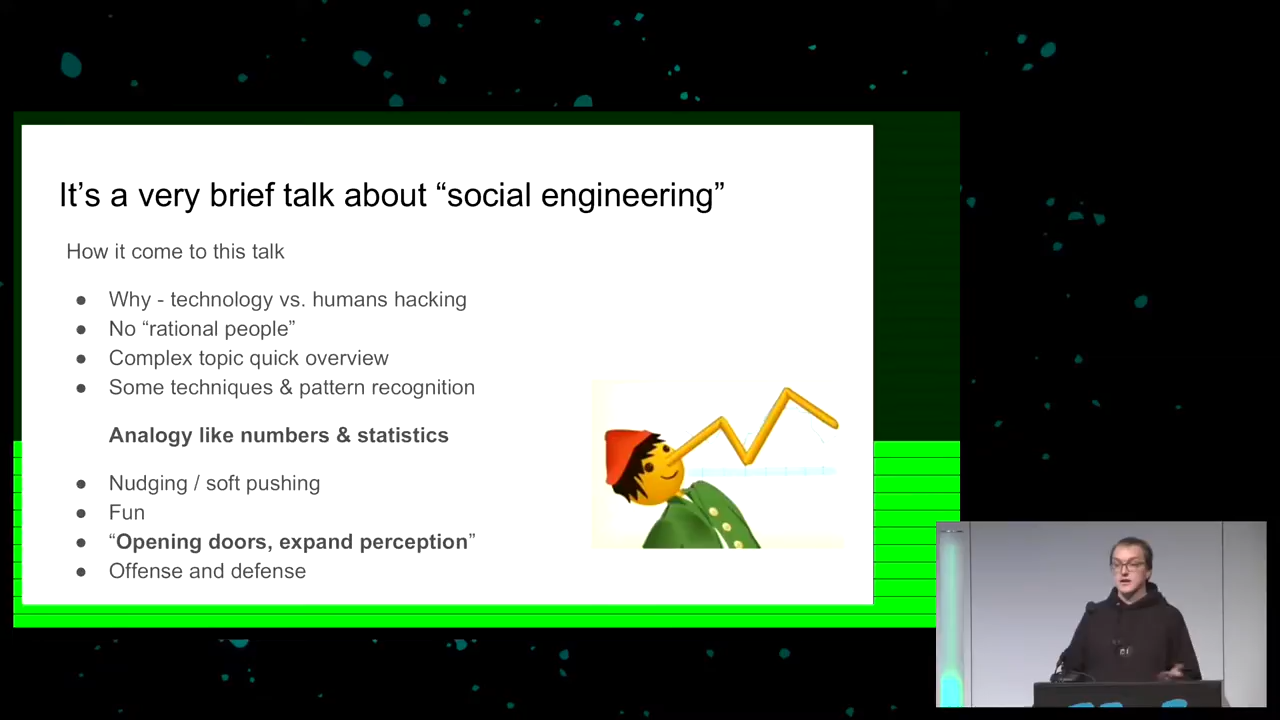 It's a very brief talk about “social engineering”
How it come to this talk
● Why - technology vs. humans hacking
● No “rational people”
● Complex topic quick overview
● Some techniques & pattern recognition
Analogy like numbers & statistics
● Nudging / soft pushing
● Fun
● “Opening doors, expand perception”
● Offense and defense